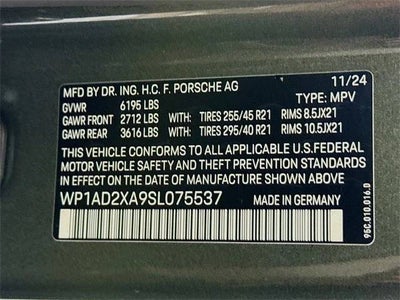 MFD BY DR. ING. H.C. F. PORSCHE AG 11/24
GVWR 6195 LBS TYPE: MPV
GAWR FRONT 2712 LBS WITH: TIRES 255/45 R21 RIMS 8.5JX21
GAWR REAR 3616 LBS WITH: TIRES 295/40 R21 RIMS 10.5JX21
THIS VEHICLE CONFORMS TO ALL APPLICABLE U.S.FEDERAL
MOTOR VEHICLE SAFETY AND THEFT PREVENTION STANDARDS
IN EFFECT ON THE DATE OF MANUFACTURE SHOWN ABOVE.
WP1AD2XA9SL075537 MADE IN GERMANY
95C.010.016.D